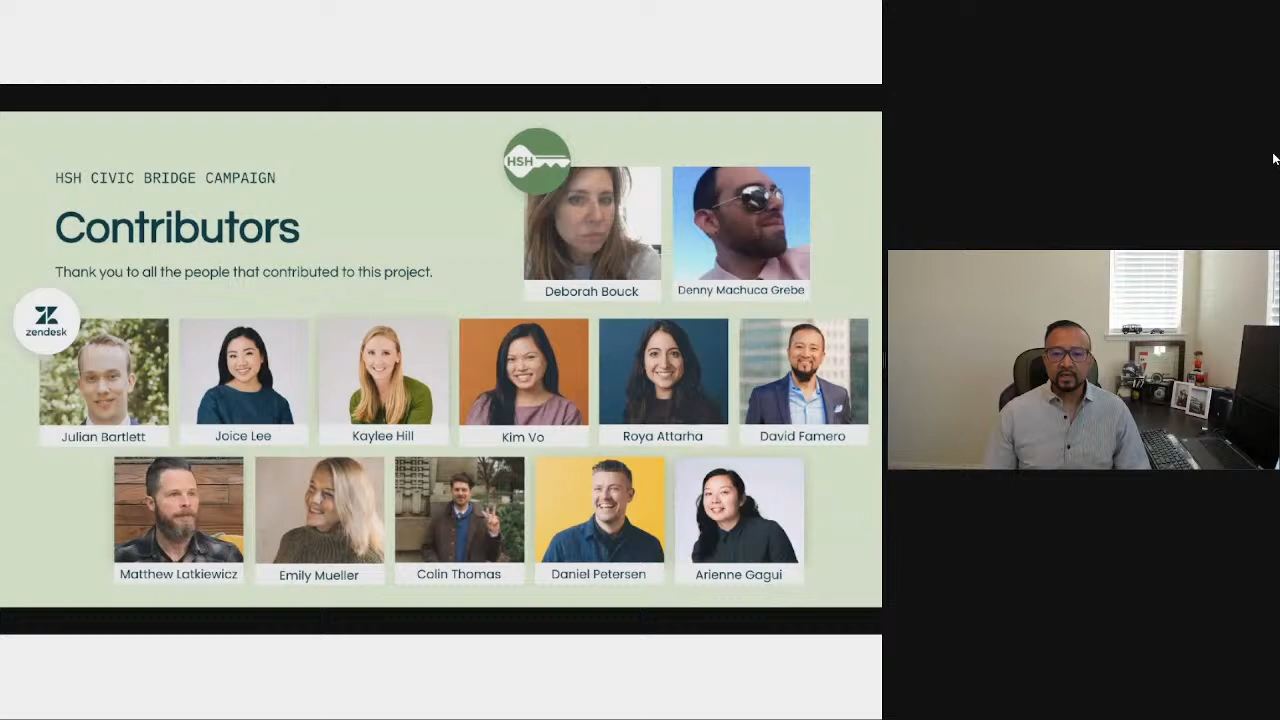 HSH CIVIC BRIDGE CAMPAIGN
Contributors
Thank you to all the people that contributed to this project.
HSH
Deborah Bouck
Denny Machuca Grebe
zendesk
Julian Bartlett
Joice Lee
Kaylee Hill
Kim Vo
Roya Attarha
David Famero
Matthew Latkiewicz
Emily Mueller
Colin Thomas
Daniel Petersen
Arienne Gagui